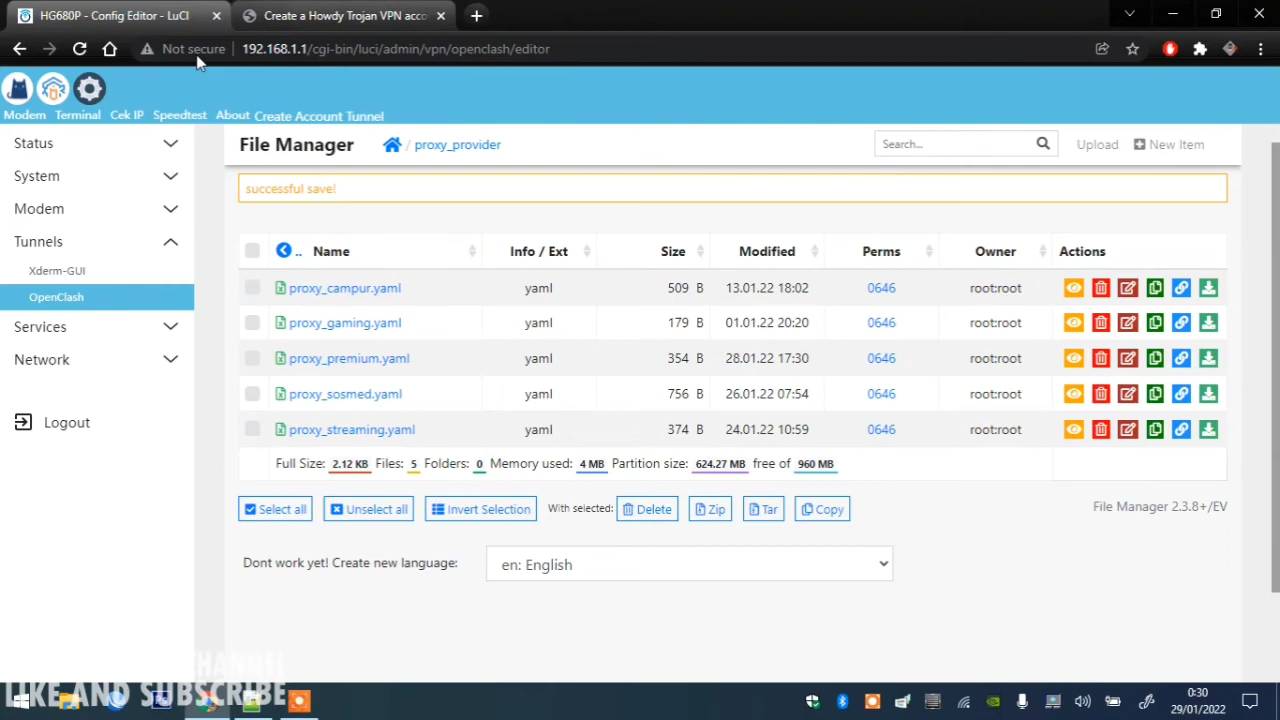 HG680P - Config Editor - LuCI
Create a Howdy Trojan VPN acco
Not secure
192.168.1.1/cgi-bin/luci/admin/vpn/openclash/editor
Modem Terminal Cek IP Speedtest About Create Account Tunnel
Status
System
Modem
Tunnels
Xderm-GUI
OpenClash
Services
Network
Logout
File Manager / proxy_provider Search... Upload New Item
successful save!
.. Name Info / Ext Size Modified Perms Owner Actions
proxy_campur.yaml yaml 509 B 13.01.22 18:02 0646 root:root
proxy_gaming.yaml yaml 179 B 01.01.22 20:20 0646 root:root
proxy_premium.yaml yaml 354 B 28.01.22 17:30 0646 root:root
proxy_sosmed.yaml yaml 756 B 26.01.22 07:54 0646 root:root
proxy_streaming.yaml yaml 374 B 24.01.22 10:59 0646 root:root
Full Size: 2.12 KB Files: 5 Folders: 0 Memory used: 4 MB Partition size: 624.27 MB free of 960 MB
Select all Unselect all Invert Selection With selected: Delete Zip Tar Copy File Manager 2.3.8+/EV
Dont work yet! Create new language: en: English
CHANNEL
LIKE AND SUBSCRIBE
0:30
29/01/2022